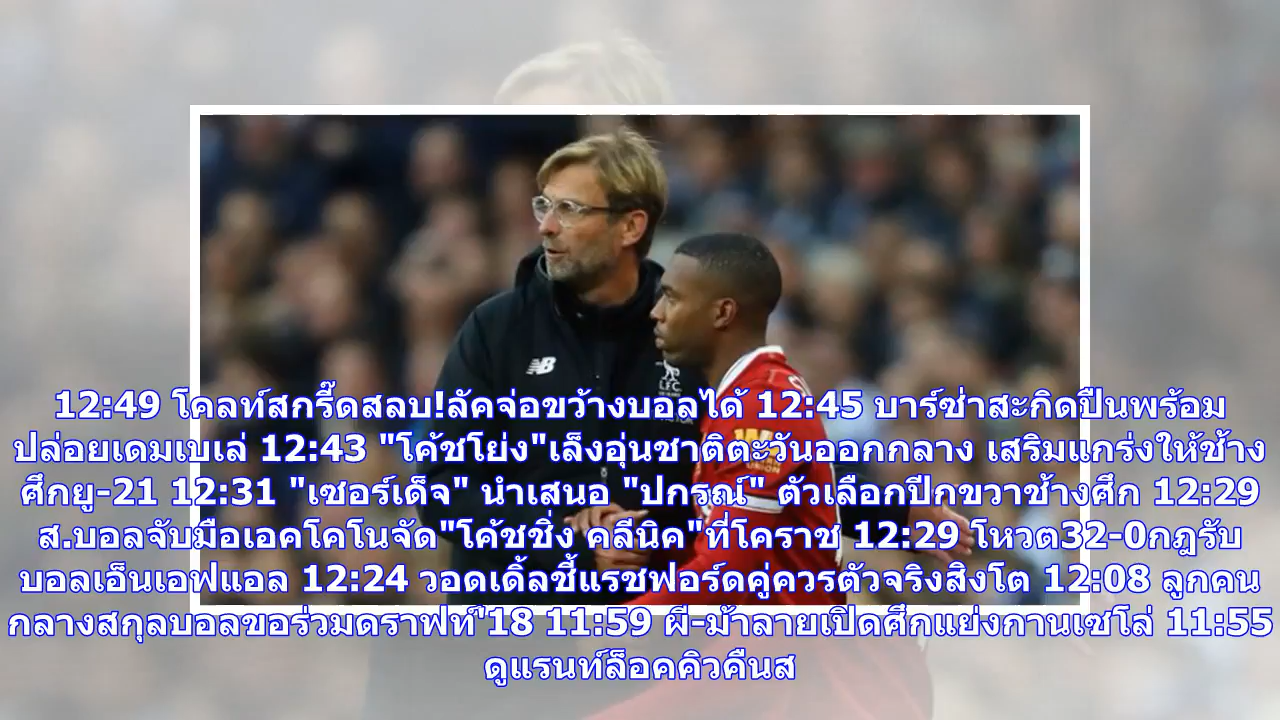 NB
L.F.C.
12:49 โคลท์สกรี๊ดสลบ!ลัคจ่อขว้างบอลได้ 12:45 บาร์ซ่าสะกิดปืนพร้อม
ปล่อยเดมเบเล่ 12:43 "โค้ชโย่ง"เล็งอุ่นชาติตะวันออกกลาง เสริมแกร่งให้ช้าง
ศึกยู-21 12:31 "เซอร์เด็จ" นำเสนอ "ปกรณ์" ตัวเลือกปีกขวาช้างศึก 12:29
ส.บอลจับมือเอคโคโนจัด"โค้ชชิ่ง คลีนิค"ที่โคราช 12:29 โหวต32-0กฎรับ
บอลเอ็นเอฟแอล 12:24 วอดเดิ้ลชี้แรชฟอร์ดคู่ควรตัวจริงสิงโต 12:08 ลูกคน
กลางสกุลบอลขอร่วมดราฟท์'18 11:59 ผี-ม้าลายเปิดศึกแย่งกานเซโล่ 11:55
ดูแรนท์ล็อคคิวคืนส